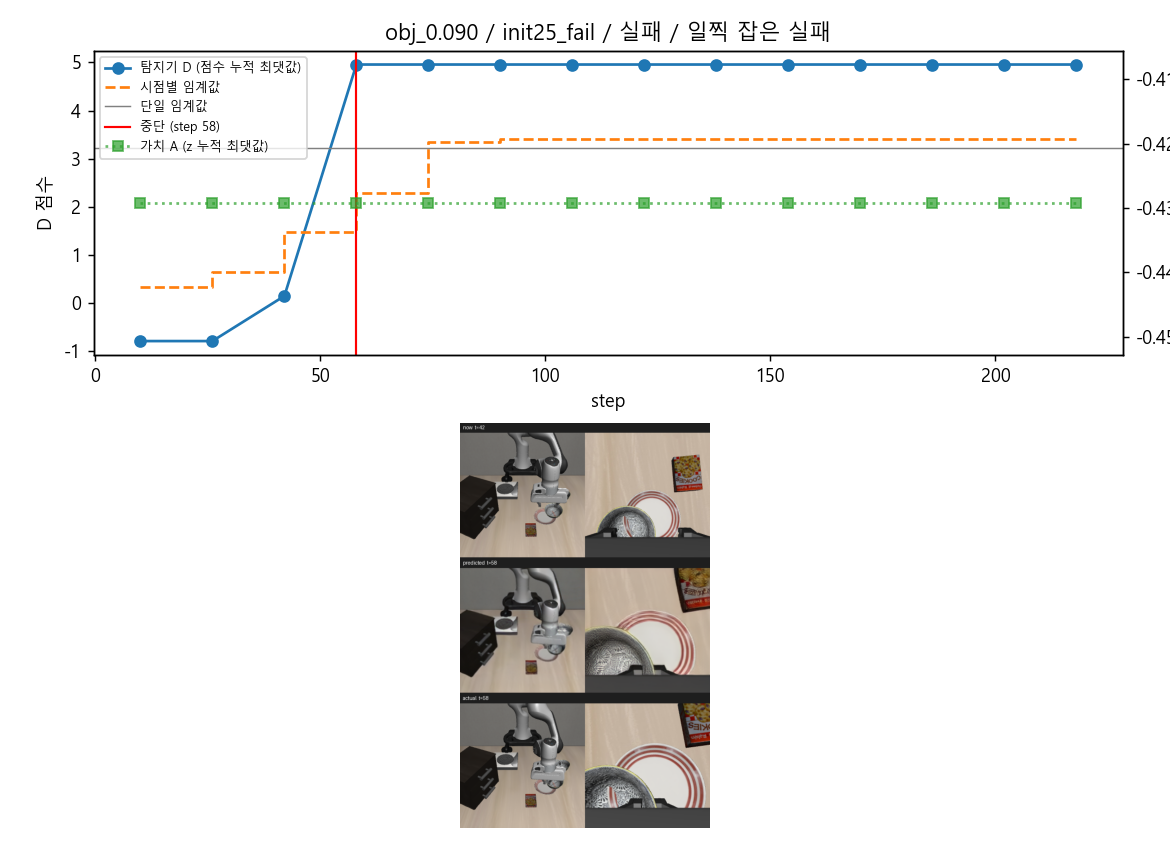 obj_0.090 / init25_fail / 실패 / 일찍 잡은 실패
탐지기 D (점수 누적 최댓값)
시점별 임계값
단일 임계값
중단 (step 58)
가치 A (z 누적 최댓값)
D 점수
5
4
3
2
1
0
-1
-0.41
-0.42
-0.43
-0.44
-0.45
0
50
100
150
200
step
now t=42
predicted t=58
actual t=58
COOKIES